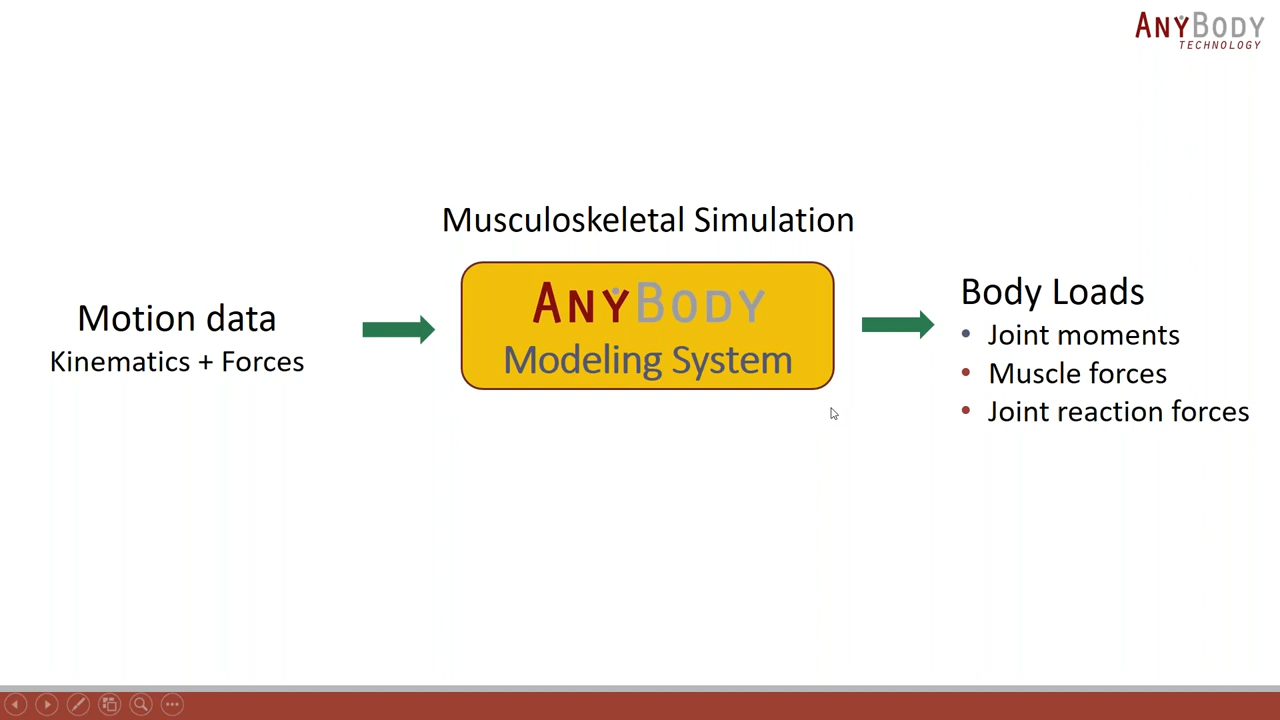 ANYBODY
TECHNOLOGY
Musculoskeletal Simulation
ANYBODY
Modeling System
Motion data
Kinematics + Forces
Body Loads
• Joint moments
• Muscle forces
• Joint reaction forces